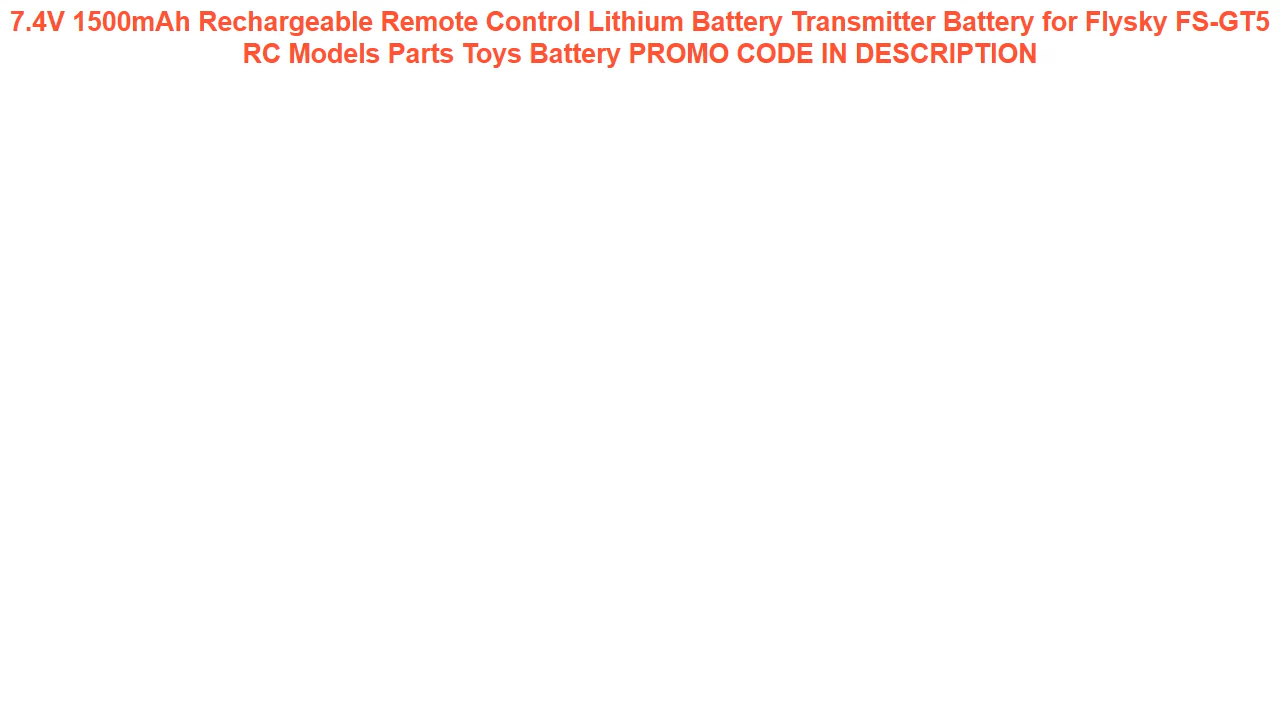 7.4V 1500mAh Rechargeable Remote Control Lithium Battery Transmitter Battery for Flysky FS-GT5
RC Models Parts Toys Battery PROMO CODE IN DESCRIPTION